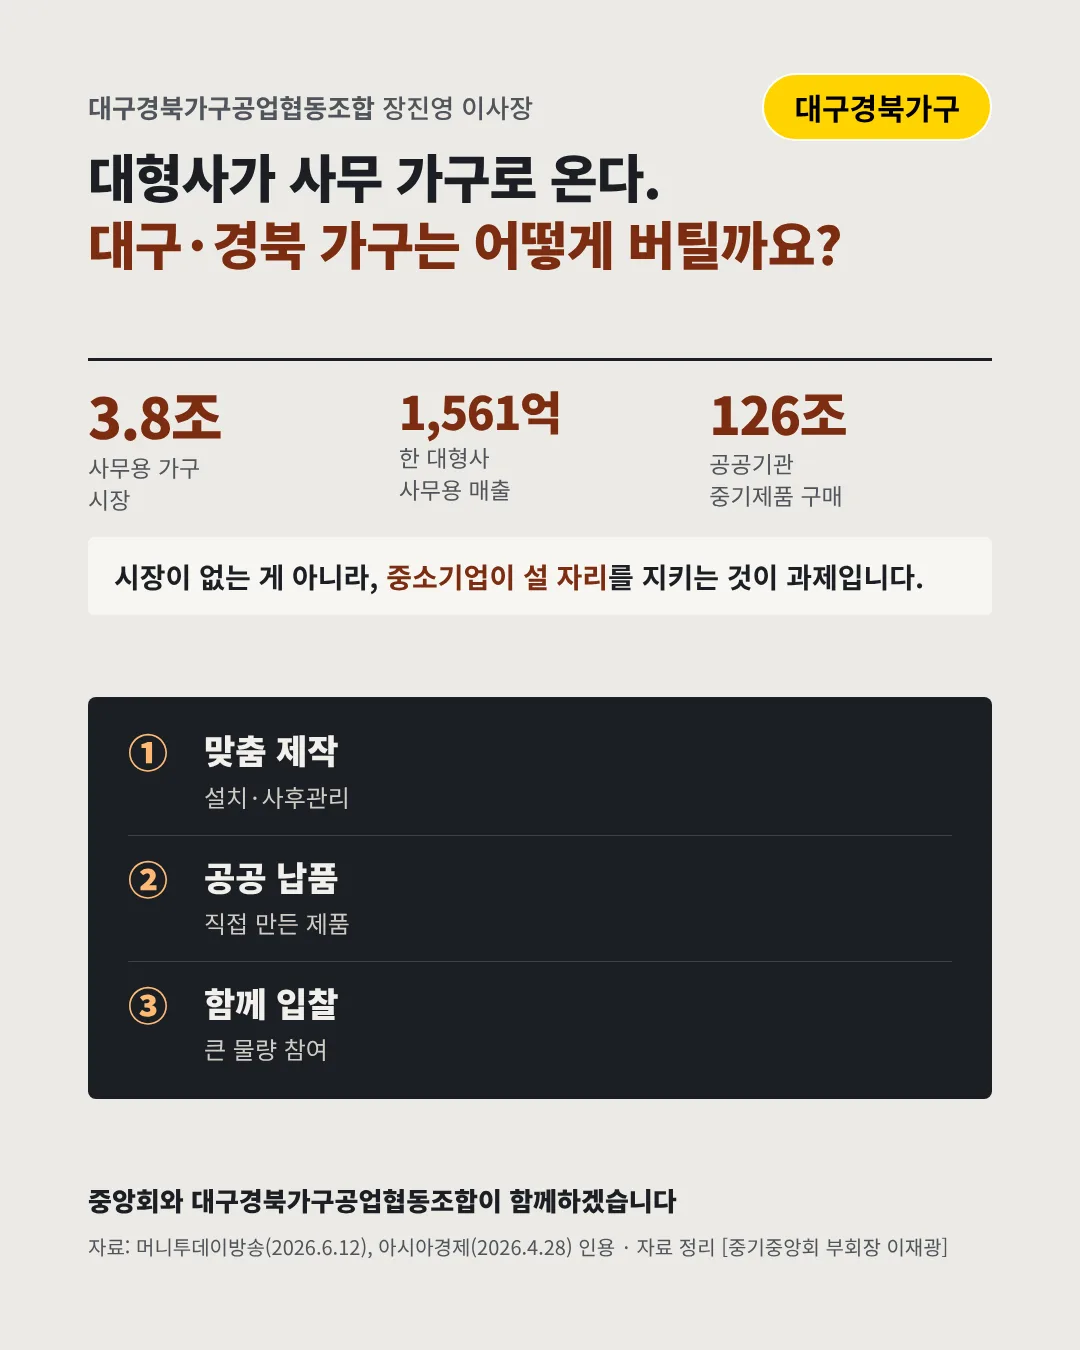 대구경북가구공업협동조합 장진영 이사장
대구경북가구
대형사가 사무 가구로 온다.
대구·경북 가구는 어떻게 버틸까요?
3.8조
사무용 가구
시장
1,561억
한 대형사
사무용 매출
126조
공공기관
중기제품 구매
시장이 없는 게 아니라, 중소기업이 설 자리를 지키는 것이 과제입니다.
① 맞춤 제작
설치·사후관리
② 공공 납품
직접 만든 제품
③ 함께 입찰
큰 물량 참여
중앙회와 대구경북가구공업협동조합이 함께하겠습니다
자료: 머니투데이방송(2026.6.12), 아시아경제(2026.4.28) 인용 · 자료 정리 [중기중앙회 부회장 이재광]